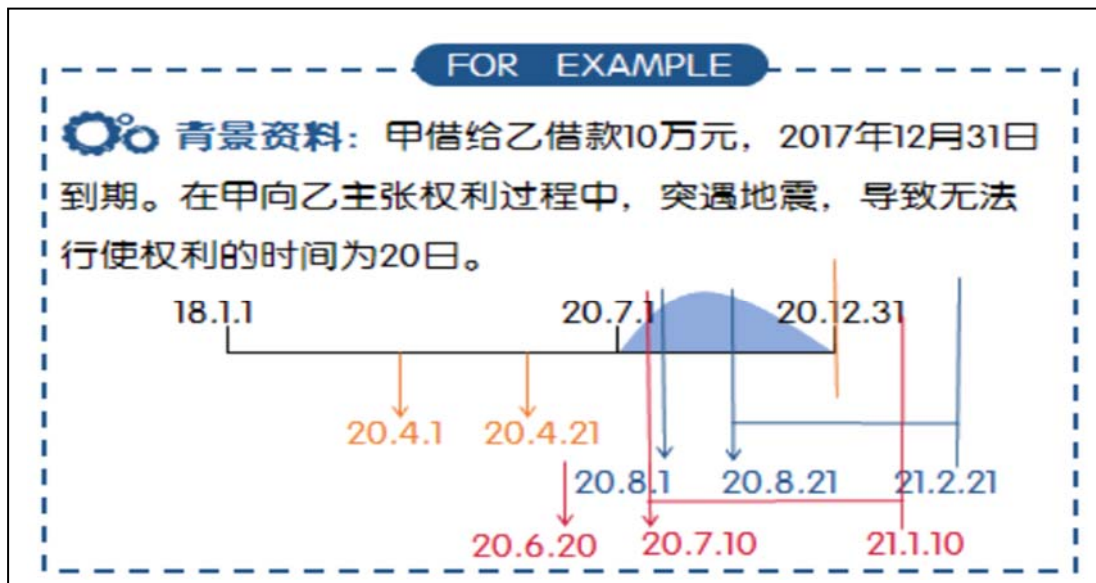 FOR EXAMPLE
背景资料：甲借给乙借款10万元，2017年12月31日
到期。在甲向乙主张权利过程中，突遇地震，导致无法
行使权利的时间为20日。
18.1.1 20.7.1 20.12.31
20.4.1 20.4.21
20.8.1 20.8.21 21.2.21
20.6.20 20.7.10 21.1.10